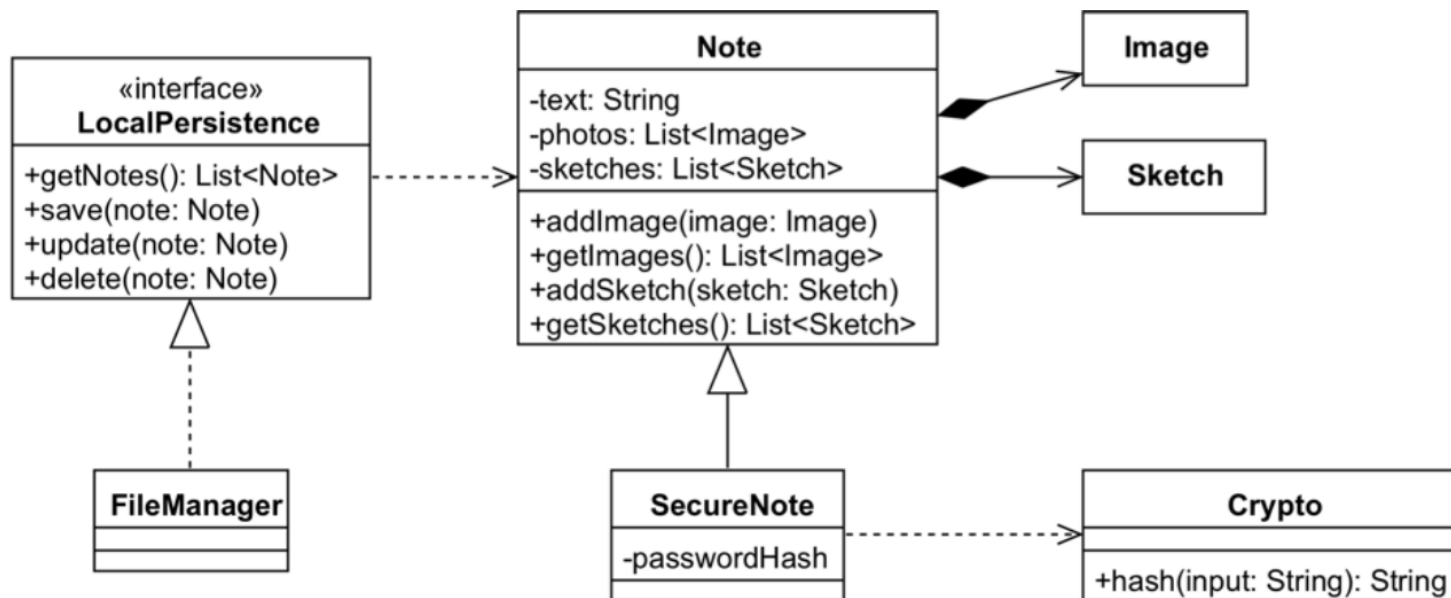 «interface»
LocalPersistence
+getNotes(): List<Note>
+save(note: Note)
+update(note: Note)
+delete(note: Note)
FileManager
Note
-text: String
-photos: List<Image>
-sketches: List<Sketch>
+addImage(image: Image)
+getImages(): List<Image>
+addSketch(sketch: Sketch)
+getSketches(): List<Sketch>
Image
Sketch
SecureNote
-passwordHash
Crypto
+hash(input: String): String